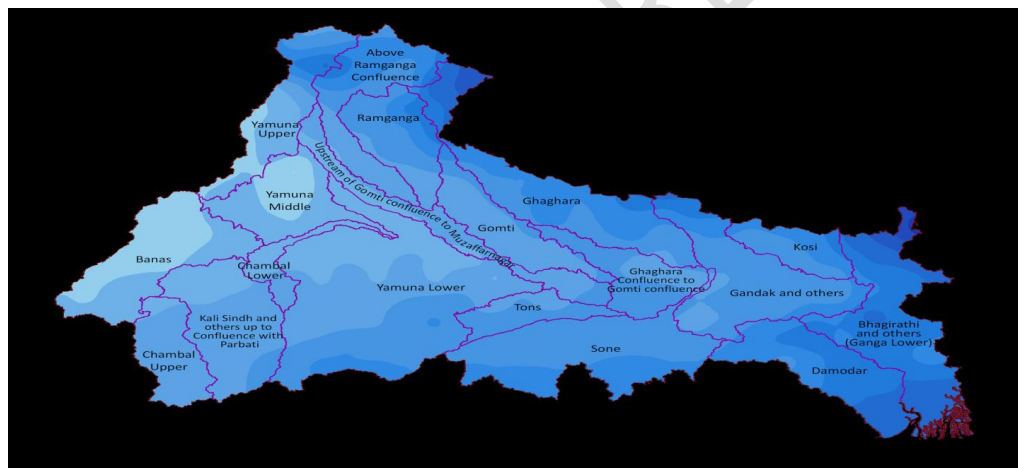 Above
Ramganga
Confluence
Ramganga
Yamuna
Upper
Upstream of Gomti confluence to Muzaffarnagar
Yamuna
Middle
Ghaghara
Gomti
Kosi
Banas
Chambal
Lower
Ghaghara
Confluence to
Gomti confluence
Yamuna Lower
Gandak and others
Tons
Kali Sindh and
others up to
Confluence with
Parbati
Bhagirathi
and others
(Ganga Lower)
Sone
Chambal
Upper
Damodar